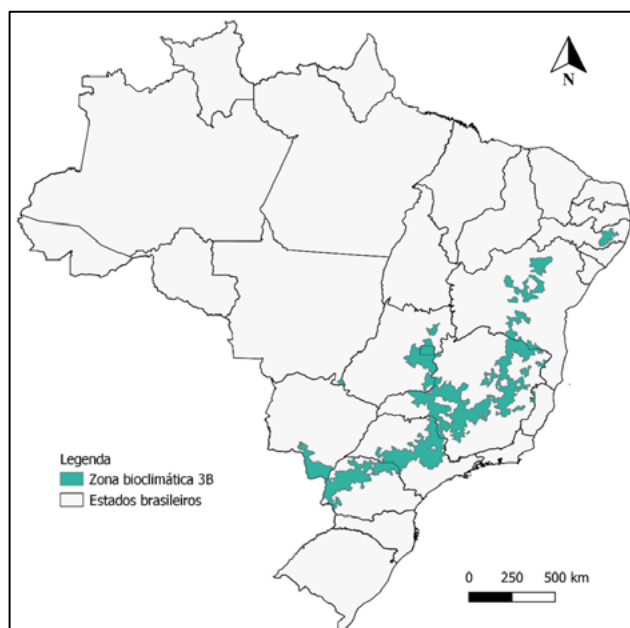 N
Legenda
Zona bioclimática 3B
Estados brasileiros
0 250 500 km